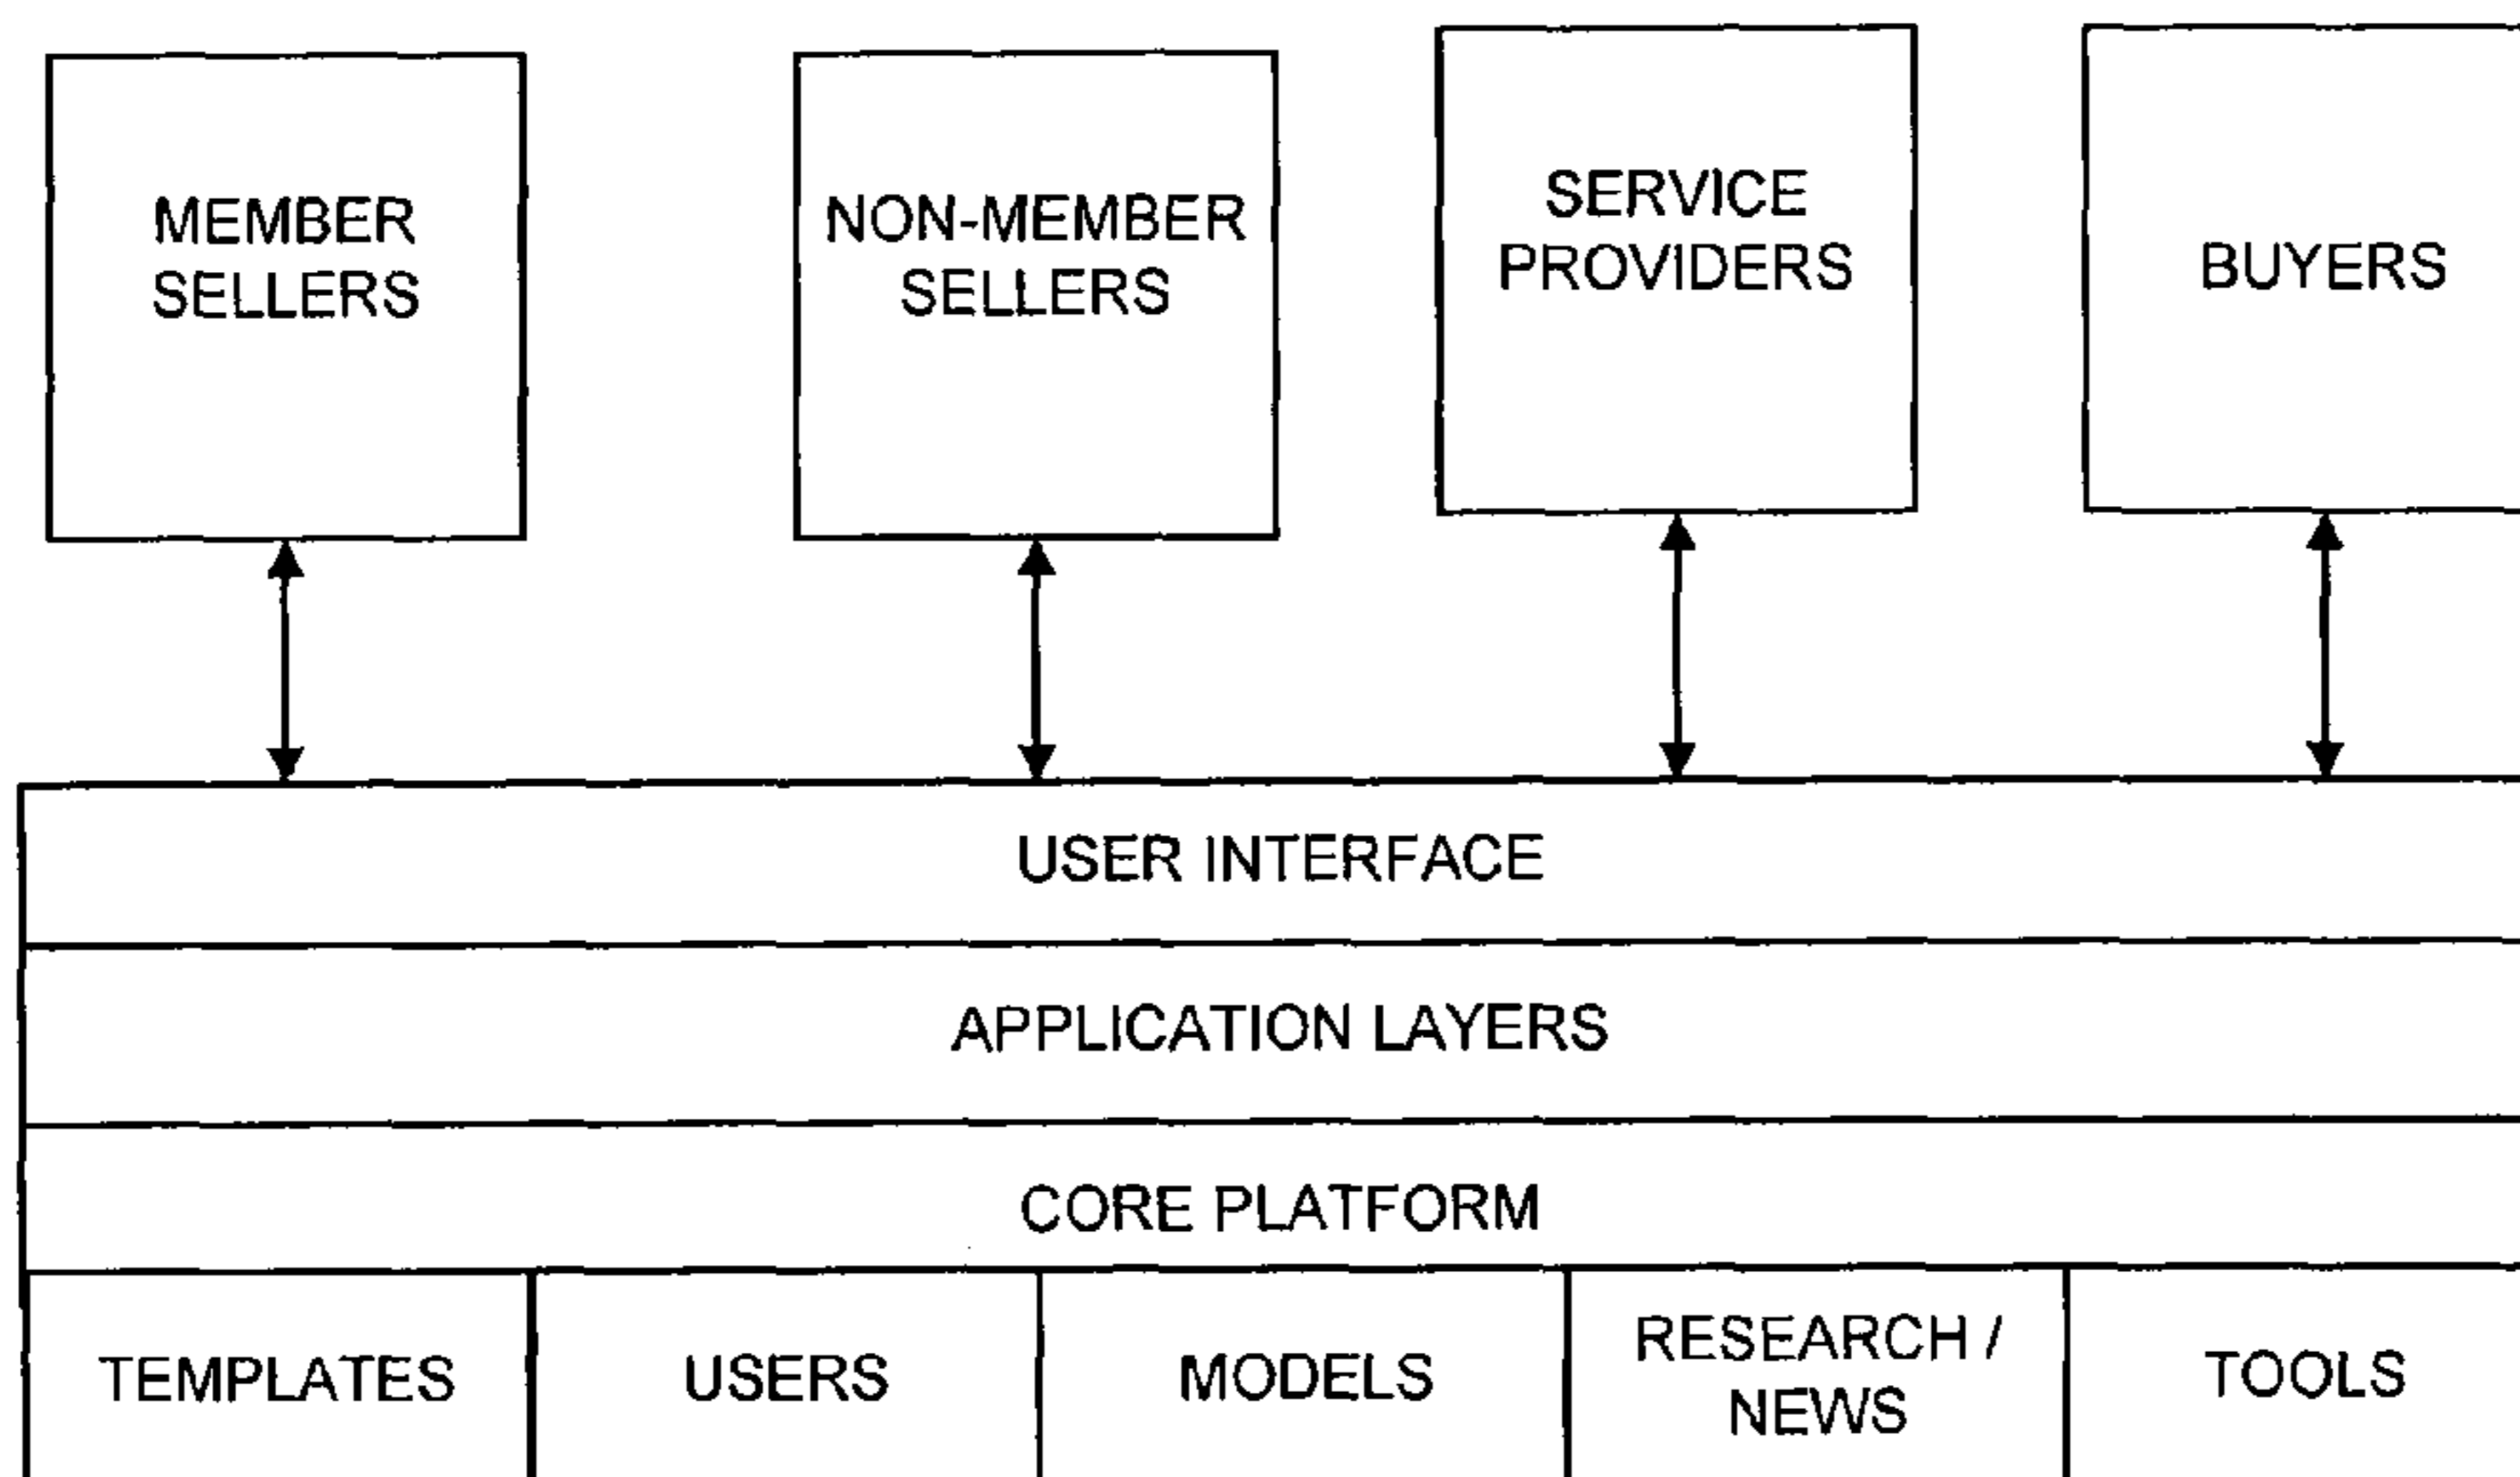 MEMBER
SELLERS
NON-MEMBER
SELLERS
SERVICE
PROVIDERS
BUYERS
USER INTERFACE
APPLICATION LAYERS
CORE PLATFORM
TEMPLATES
USERS
MODELS
RESEARCH /
NEWS
TOOLS